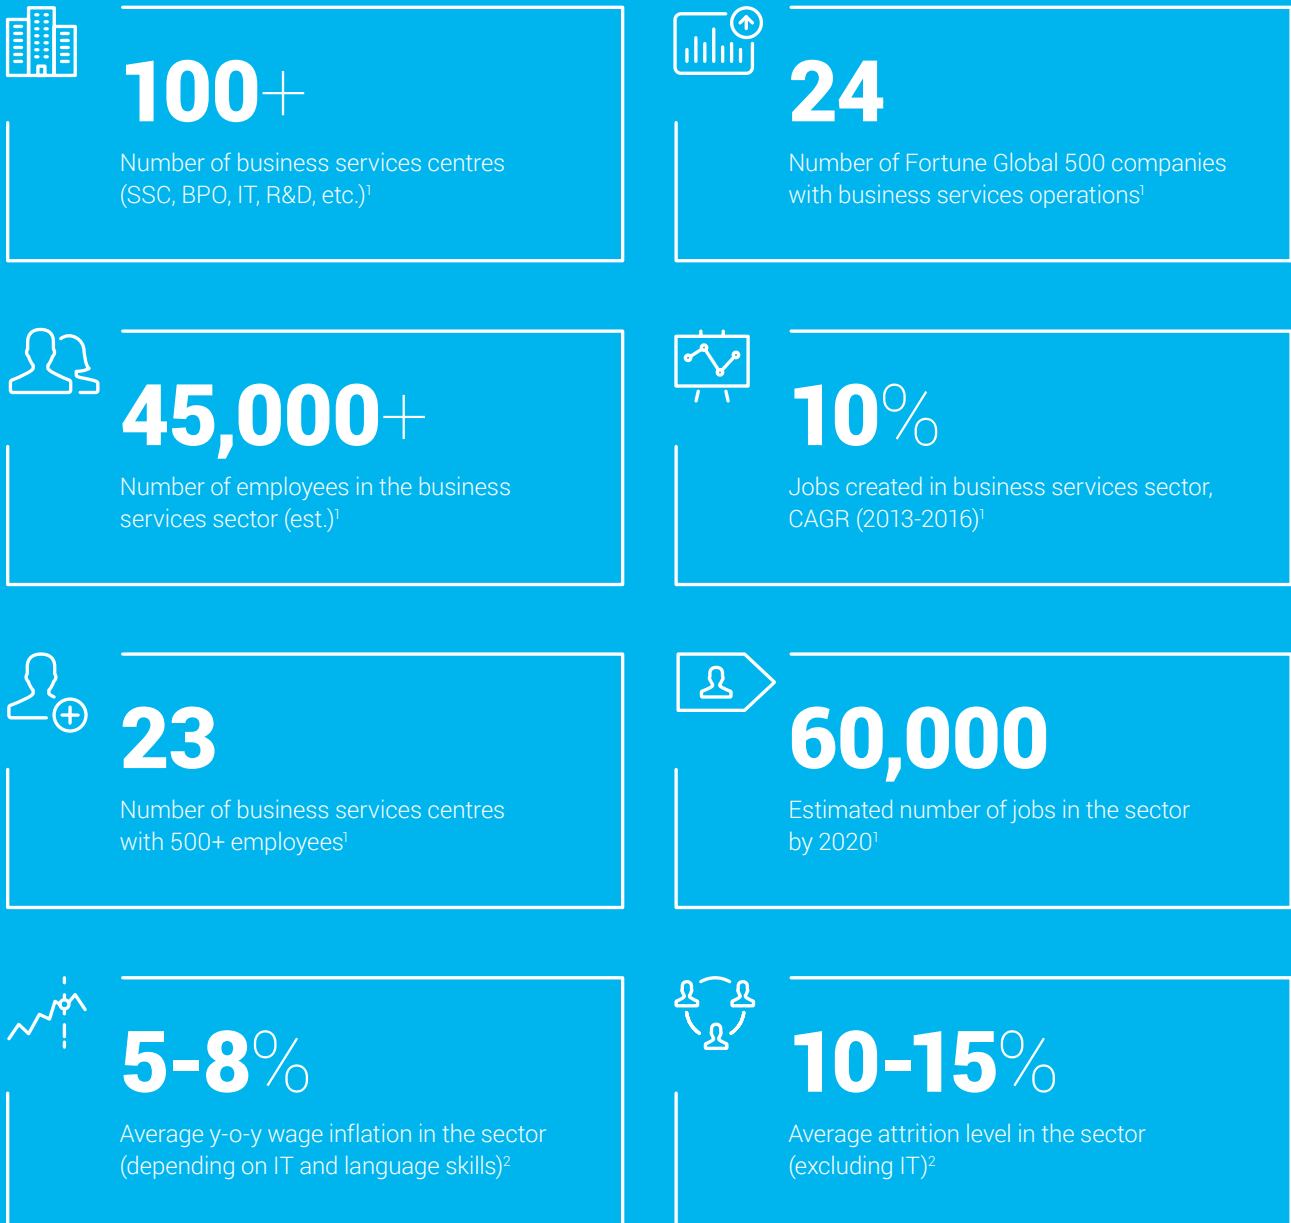 100+
Number of business services centres
(SSC, BPO, IT, R&D, etc.)¹
24
Number of Fortune Global 500 companies
with business services operations¹
45,000+
Number of employees in the business
services sector (est.)¹
10%
Jobs created in business services sector,
CAGR (2013-2016)¹
23
Number of business services centres
with 500+ employees¹
60,000
Estimated number of jobs in the sector
by 2020¹
5-8%
Average y-o-y wage inflation in the sector
(depending on IT and language skills)²
10-15%
Average attrition level in the sector
(excluding IT)²